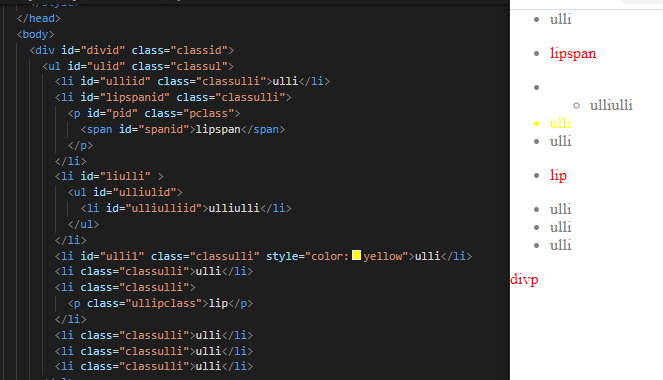 </head>
<body>
<div id="divid" class="classid">
<ul id="ulid" class="classul">
<li id="ulliid" class="classulli">ulli</li>
<li id="lipspanid" class="classulli">
<p id="pid" class="pclass">
<span id="spanid">lipspan</span>
</p>
</li>
<li id="liulli" >
<ul id="ulliulid">
<li id="ulliulliid">ulliulli</li>
</ul>
</li>
<li id="ulli1" class="classulli" style="color:yellow">ulli</li>
<li class="classulli">ulli</li>
<li class="classulli">
<p class="ullipclass">lip</p>
</li>
<li class="classulli">ulli</li>
<li class="classulli">ulli</li>
<li class="classulli">ulli</li>
ulli
lipspan
ulliulli
ulli
ulli
lip
ulli
ulli
ulli
divp